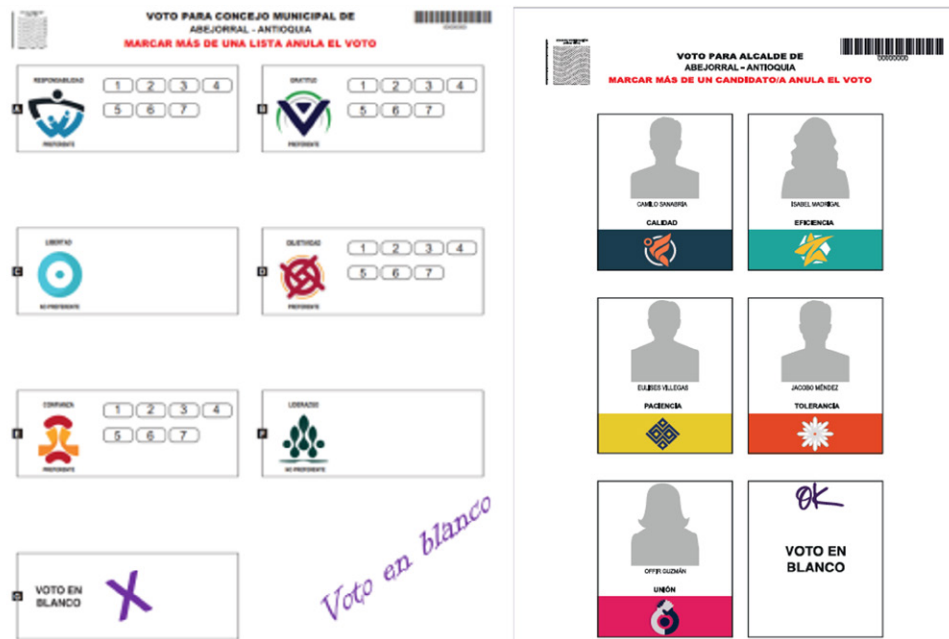 VOTO PARA CONCEJO MUNICIPAL DE
ABEJORRAL - ANTIOQUIA
MARCAR MÁS DE UNA LISTA ANULA EL VOTO
RESPONSABILIDAD
A
1 2 3 4
5 6 7
PREFERENTE
GRATITUD
B
1 2 3 4
5 6 7
PREFERENTE
LIBERTAD
C
NO PREFERENTE
OBJETIVIDAD
D
1 2 3 4
5 6 7
PREFERENTE
CONFIANZA
E
1 2 3 4
5 6 7
PREFERENTE
LIDERAZGO
F
NO PREFERENTE
G
VOTO EN
BLANCO
X
Voto en blanco
VOTO PARA ALCALDE DE
ABEJORRAL - ANTIOQUIA
MARCAR MÁS DE UN CANDIDATO/A ANULA EL VOTO
CAMILO SANABRIA
CALIDAD
ISABEL MADRIGAL
EFICIENCIA
EULISES VILLEGAS
PACIENCIA
JACOBO MÉNDEZ
TOLERANCIA
OFFIR GUZMÁN
UNIÓN
OK
VOTO EN
BLANCO